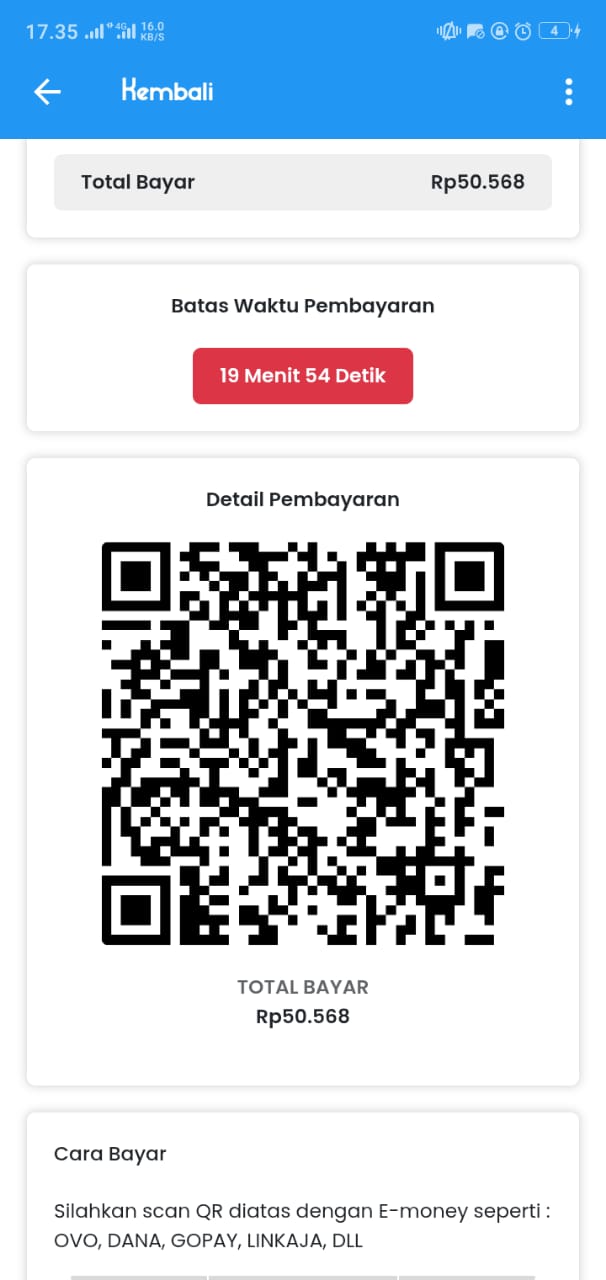 17.35 4G 16.0 KB/S 4
Kembali
Total Bayar Rp50.568
Batas Waktu Pembayaran
19 Menit 54 Detik
Detail Pembayaran
TOTAL BAYAR
Rp50.568
Cara Bayar
Silahkan scan QR diatas dengan E-money seperti :
OVO, DANA, GOPAY, LINKAJA, DLL